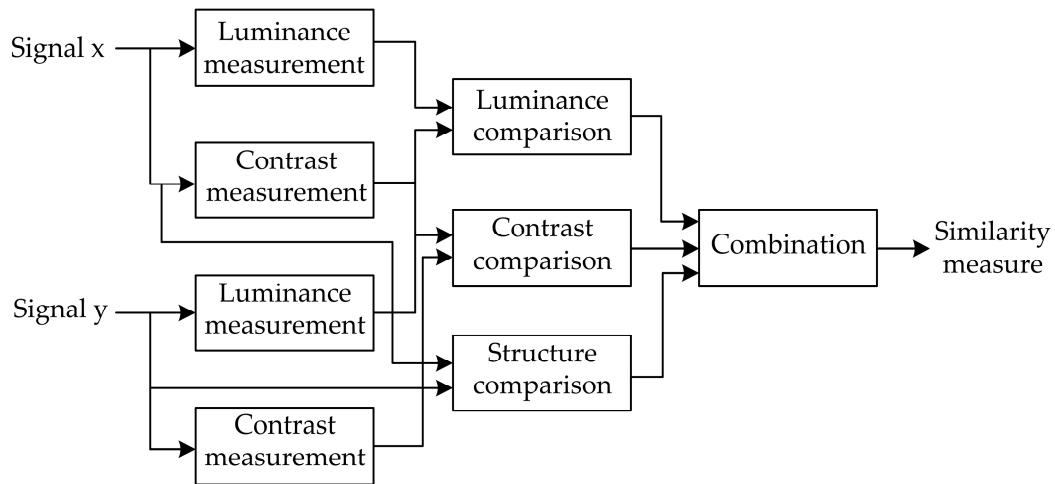 Signal x
Luminance
measurement
Contrast
measurement
Signal y
Luminance
measurement
Contrast
measurement
Luminance
comparison
Contrast
comparison
Structure
comparison
Combination
Similarity
measure